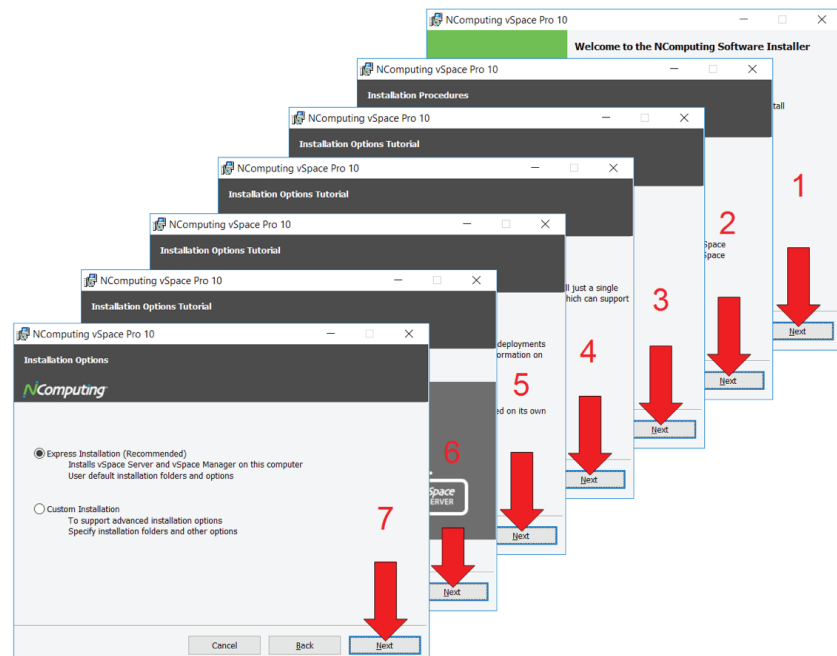 NComputing vSpace Pro 10
Welcome to the NComputing Software Installer
tall
1
Next
NComputing vSpace Pro 10
Installation Procedures
2
Space
Space
Next
NComputing vSpace Pro 10
Installation Options Tutorial
3
Next
NComputing vSpace Pro 10
Installation Options Tutorial
ll just a single
hich can support
4
Next
NComputing vSpace Pro 10
Installation Options Tutorial
deployments
ormation on
ed on its own
5
Next
NComputing vSpace Pro 10
Installation Options Tutorial
6
Space
ERVER
Next
NComputing vSpace Pro 10
Installation Options
NComputing
Express Installation (Recommended)
Installs vSpace Server and vSpace Manager on this computer
User default installation folders and options
Custom Installation
To support advanced installation options
Specify installation folders and other options
7
Cancel
Back
Next